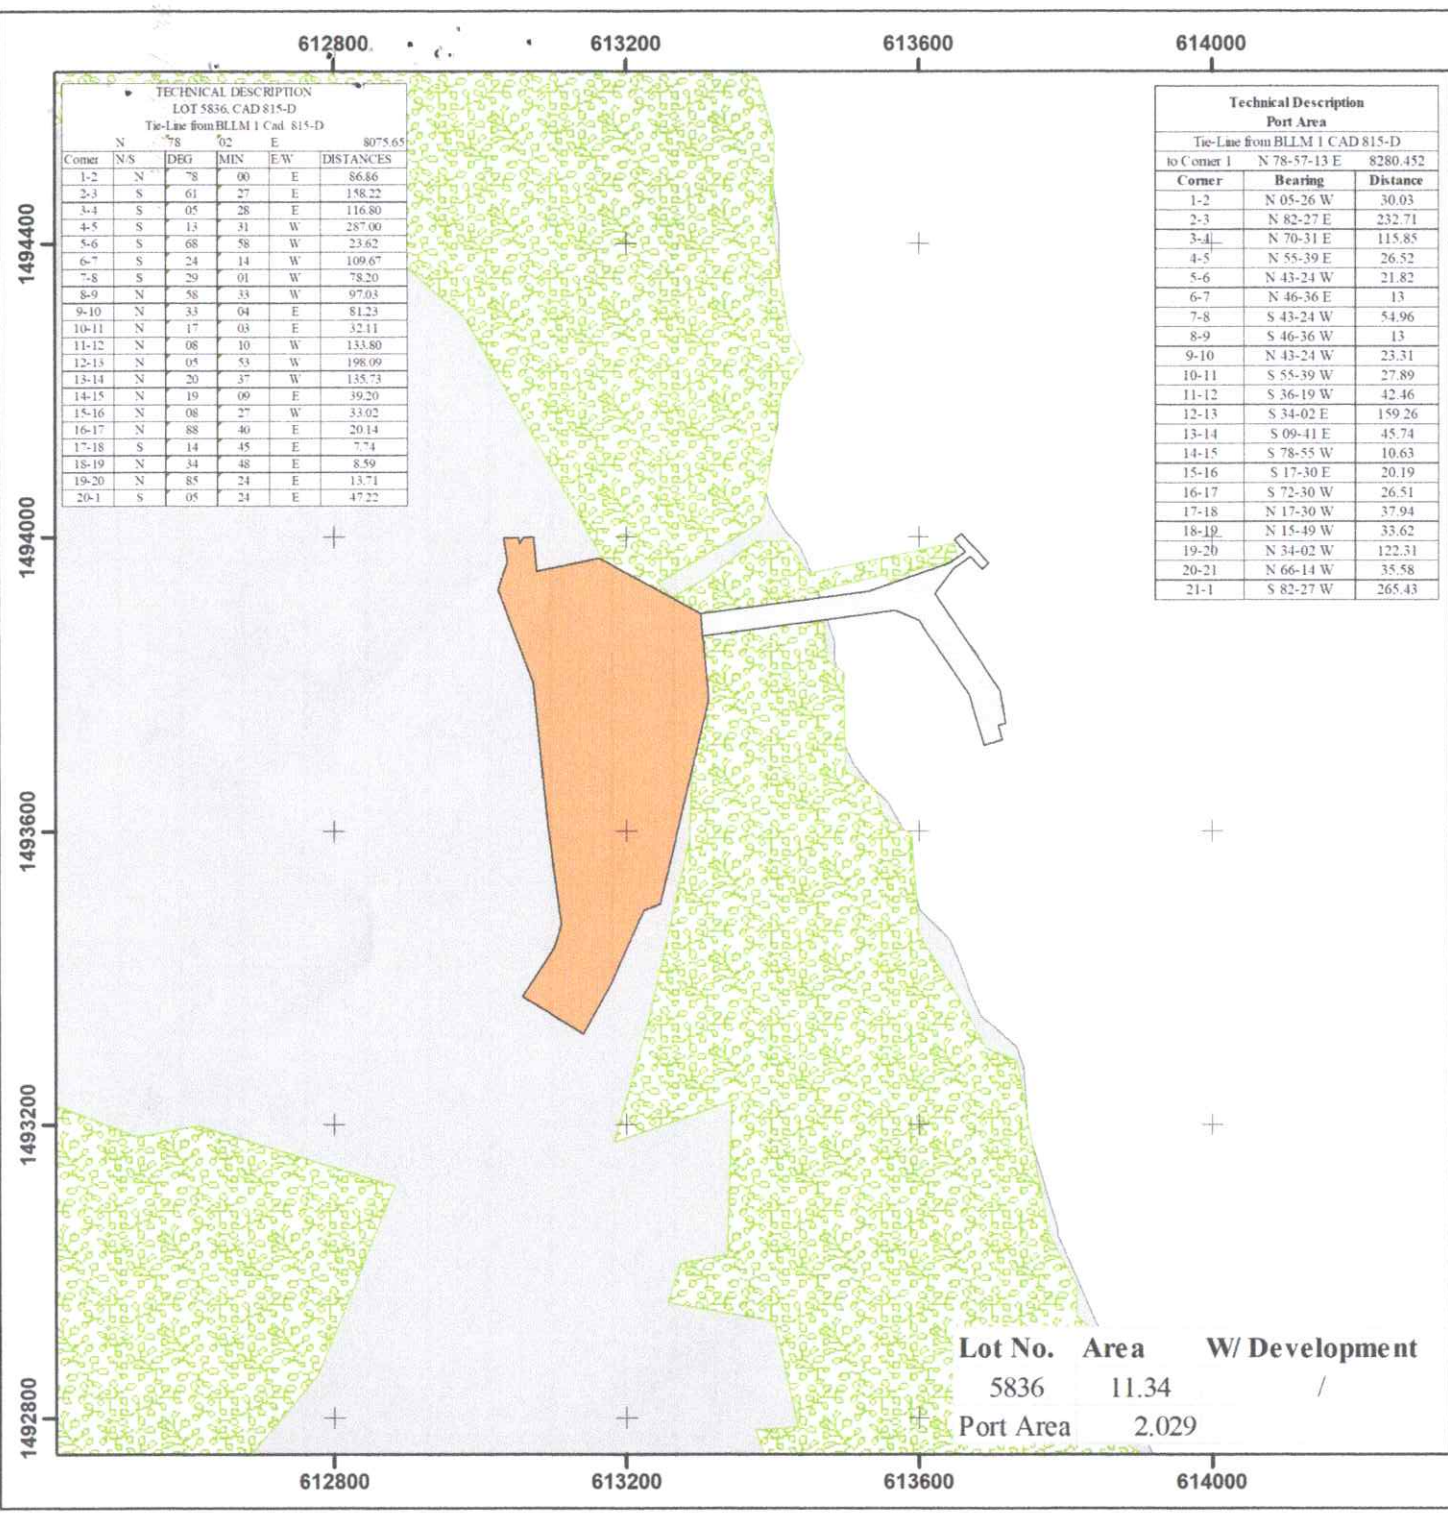 612800 613200 613600 614000
TECHNICAL DESCRIPTION
LOT 5836, CAD 815-D
Tie-Line from BLLM 1 Cad. 815-D
N 78 02 E 8075.65
Corner N/S DEG MIN E/W DISTANCES
1-2 N 78 00 E 86.86
2-3 S 61 27 E 158.22
3-4 S 05 28 E 116.80
4-5 S 13 31 W 287.00
5-6 S 68 58 W 23.62
6-7 S 24 14 W 109.67
7-8 S 29 01 W 78.20
8-9 N 58 33 W 97.03
9-10 N 33 04 E 81.23
10-11 N 17 03 E 32.11
11-12 N 08 10 W 133.80
12-13 N 05 53 W 198.09
13-14 N 20 37 W 135.73
14-15 N 19 09 E 39.20
15-16 N 08 27 W 33.02
16-17 N 88 40 E 20.14
17-18 S 14 45 E 7.74
18-19 N 34 48 E 8.59
19-20 N 85 24 E 13.71
20-1 S 05 24 E 47.22
Technical Description
Port Area
Tie-Line from BLLM 1 CAD 815-D
to Corner 1 N 78-57-13 E 8280.452
Corner Bearing Distance
1-2 N 05-26 W 30.03
2-3 N 82-27 E 232.71
3-4 N 70-31 E 115.85
4-5 N 55-39 E 26.52
5-6 N 43-24 W 21.82
6-7 N 46-36 E 13
7-8 S 43-24 W 54.96
8-9 S 46-36 W 13
9-10 N 43-24 W 23.31
10-11 S 55-39 W 27.89
11-12 S 36-19 W 42.46
12-13 S 34-02 E 159.26
13-14 S 09-41 E 45.74
14-15 S 78-55 W 10.63
15-16 S 17-30 E 20.19
16-17 S 72-30 W 26.51
17-18 N 17-30 W 37.94
18-19 N 15-49 W 33.62
19-20 N 34-02 W 122.31
20-21 N 66-14 W 35.58
21-1 S 82-27 W 265.43
1494400
1494000
1493600
1493200
1492800
Lot No. Area W/ Development
5836 11.34 /
Port Area 2.029
612800 613200 613600 614000